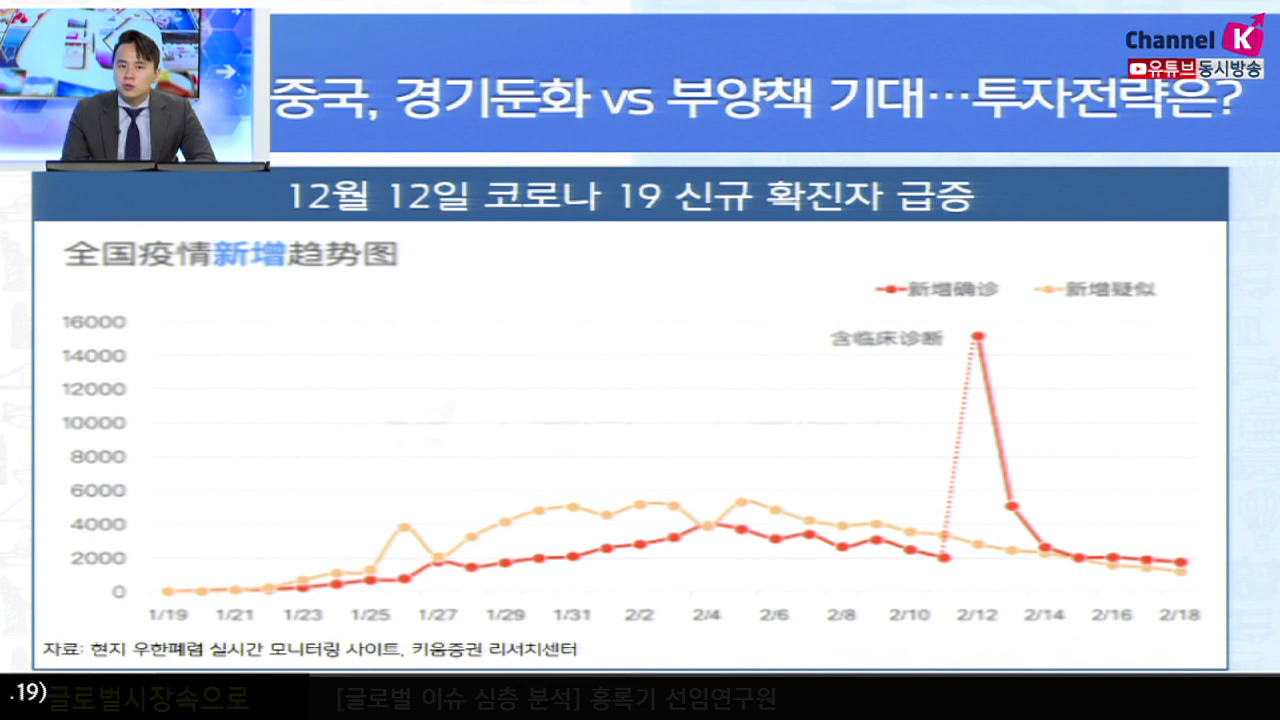 Channel K
유튜브 동시방송
중국, 경기둔화 vs 부양책 기대…투자전략은?
12월 12일 코로나 19 신규 확진자 급증
全国疫情新增趋势图
新增确诊 新增疑似
含临床诊断
16000
14000
12000
10000
8000
6000
4000
2000
0
1/19 1/21 1/23 1/25 1/27 1/29 1/31 2/2 2/4 2/6 2/8 2/10 2/12 2/14 2/16 2/18
자료: 현지 우한폐렴 실시간 모니터링 사이트, 키움증권 리서치센터
.19) 글로벌시장속으로 [글로벌 이슈 심층 분석] 홍록기 선임연구원